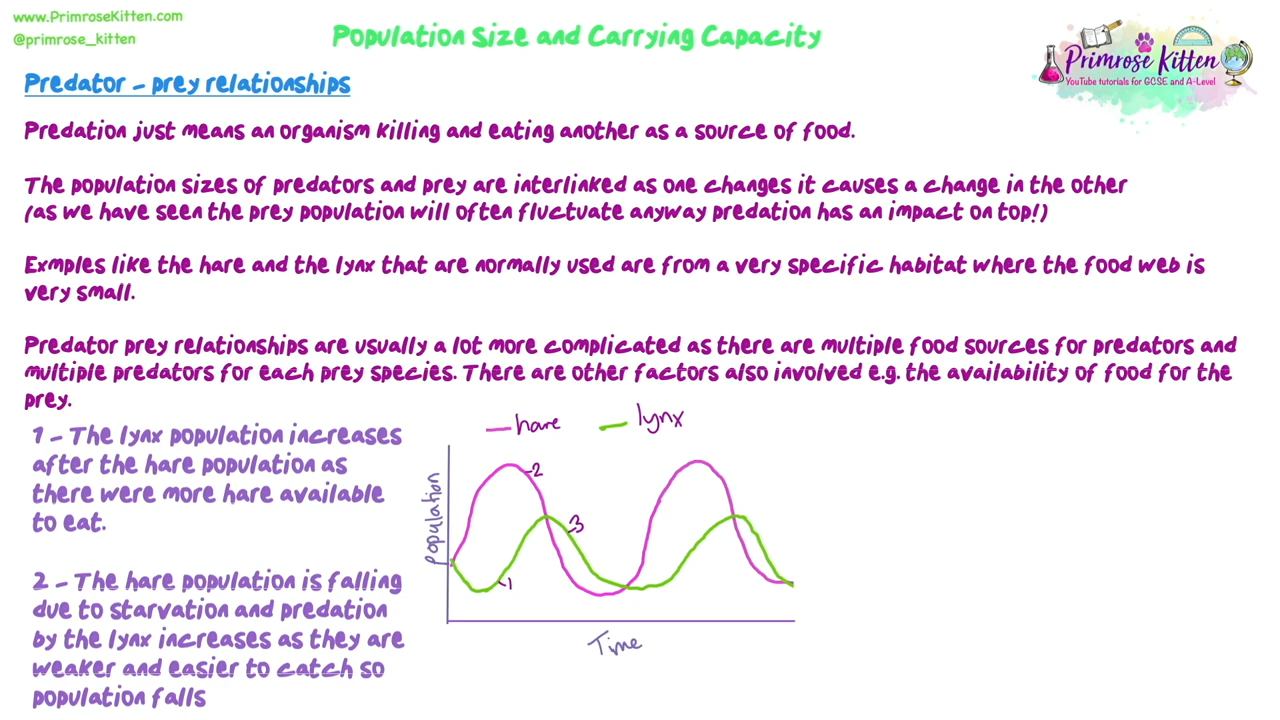 www.PrimroseKitten.com
@primrose_kitten
Population Size and Carrying Capacity
Primrose Kitten
YouTube tutorials for GCSE and A-Level
Predator - prey relationships
Predation just means an organism killing and eating another as a source of food.
The population sizes of predators and prey are interlinked as one changes it causes a change in the other
(as we have seen the prey population will often fluctuate anyway predation has an impact on top!)
Exmples like the hare and the lynx that are normally used are from a very specific habitat where the food web is
very small.
Predator prey relationships are usually a lot more complicated as there are multiple food sources for predators and
multiple predators for each prey species. There are other factors also involved e.g. the availability of food for the
prey.
1 - The lynx population increases
after the hare population as
there were more hare available
to eat.
2 - The hare population is falling
due to starvation and predation
by the lynx increases as they are
weaker and easier to catch so
population falls
hare
lynx
population
2
3
1
Time